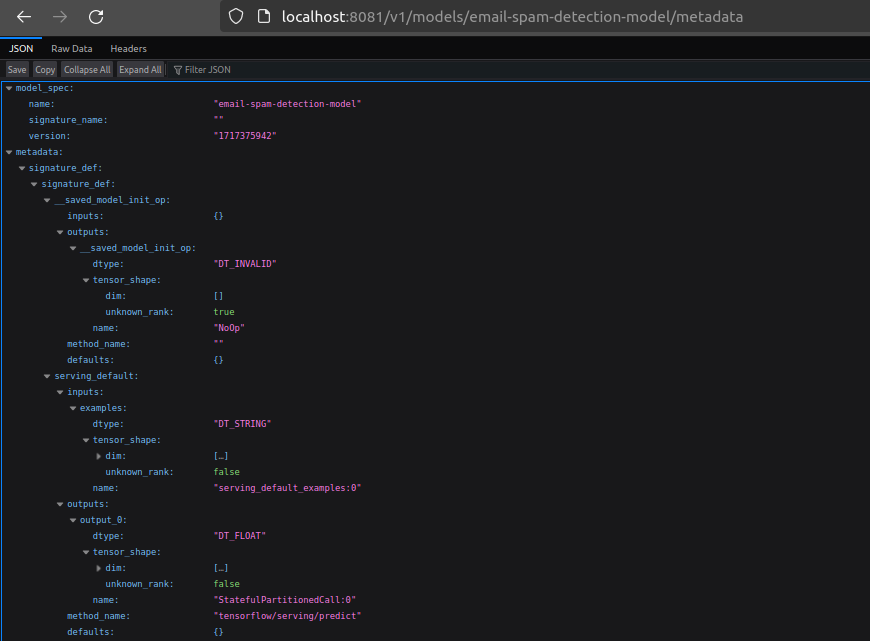 localhost:8081/v1/models/email-spam-detection-model/metadata
JSON Raw Data Headers
Save Copy Collapse All Expand All Filter JSON
model_spec:
name: "email-spam-detection-model"
signature_name: ""
version: "1717375942"
metadata:
signature_def:
signature_def:
__saved_model_init_op:
inputs: {}
outputs:
__saved_model_init_op:
dtype: "DT_INVALID"
tensor_shape:
dim: []
unknown_rank: true
name: "NoOp"
method_name: ""
defaults: {}
serving_default:
inputs:
examples:
dtype: "DT_STRING"
tensor_shape:
dim: […]
unknown_rank: false
name: "serving_default_examples:0"
outputs:
output_0:
dtype: "DT_FLOAT"
tensor_shape:
dim: […]
unknown_rank: false
name: "StatefulPartitionedCall:0"
method_name: "tensorflow/serving/predict"
defaults: {}